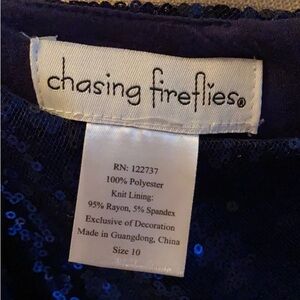 chasing fireflies®
RN: 122737
100% Polyester
Knit Lining:
95% Rayon, 5% Spandex
Exclusive of Decoration
Made in Guangdong, China
Size 10